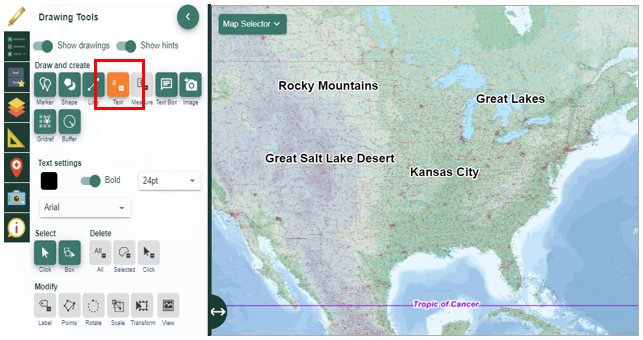 Drawing Tools
Show drawings Show hints
Draw and create
a
Marker Shape Line Text Measure Text Box Image
Gridref Buffer
Text settings
Bold 24pt
Arial
Select Delete
All
Click Box All Selected Click
Modify
Label Points Rotate Scale Transform View
Map Selector
Rocky Mountains
Great Lakes
Great Salt Lake Desert
Kansas City
Tropic of Cancer